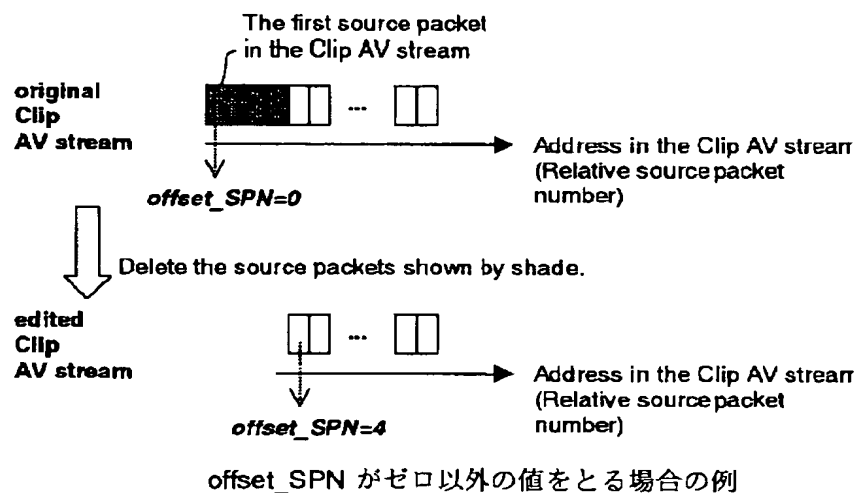 The first source packet
in the Clip AV stream
original
Clip
AV stream
...
Address in the Clip AV stream
(Relative source packet
number)
offset_SPN=0
Delete the source packets shown by shade.
edited
Clip
AV stream
...
Address in the Clip AV stream
(Relative source packet
number)
offset_SPN=4
offset_SPN がゼロ以外の値をとる場合の例